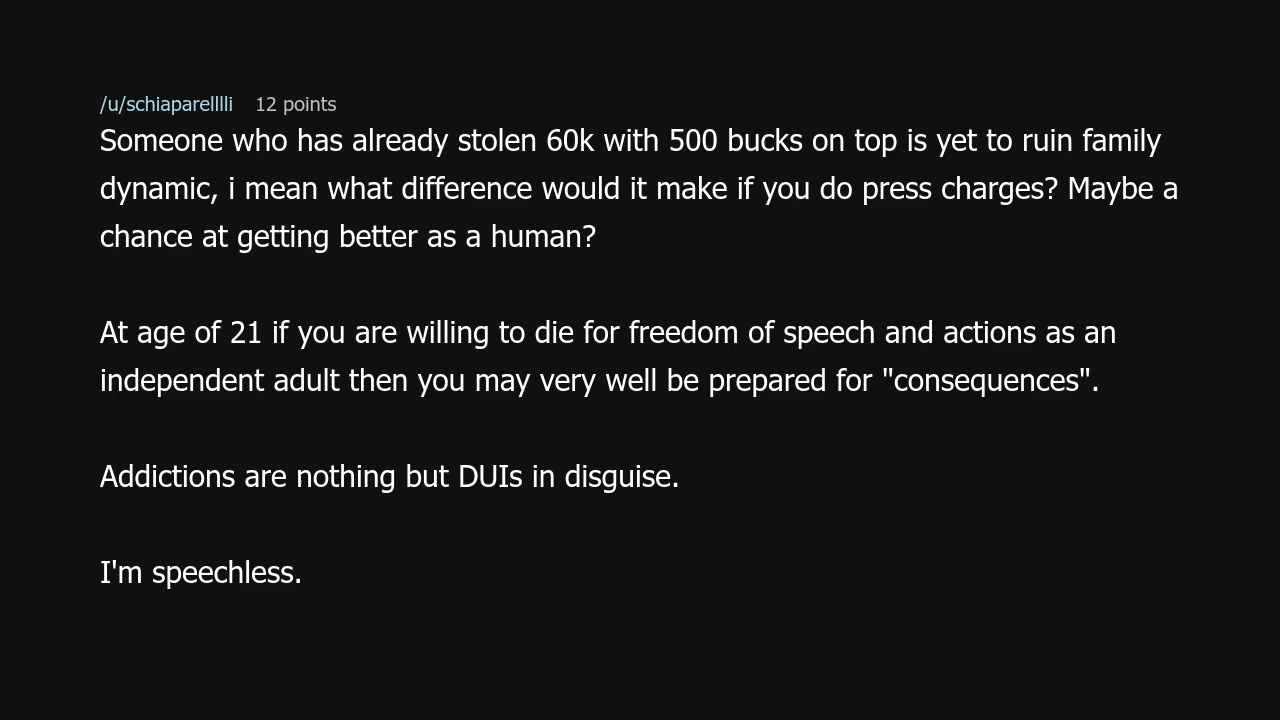 /u/schiaparelllli 12 points
Someone who has already stolen 60k with 500 bucks on top is yet to ruin family
dynamic, i mean what difference would it make if you do press charges? Maybe a
chance at getting better as a human?
At age of 21 if you are willing to die for freedom of speech and actions as an
independent adult then you may very well be prepared for "consequences".
Addictions are nothing but DUIs in disguise.
I'm speechless.